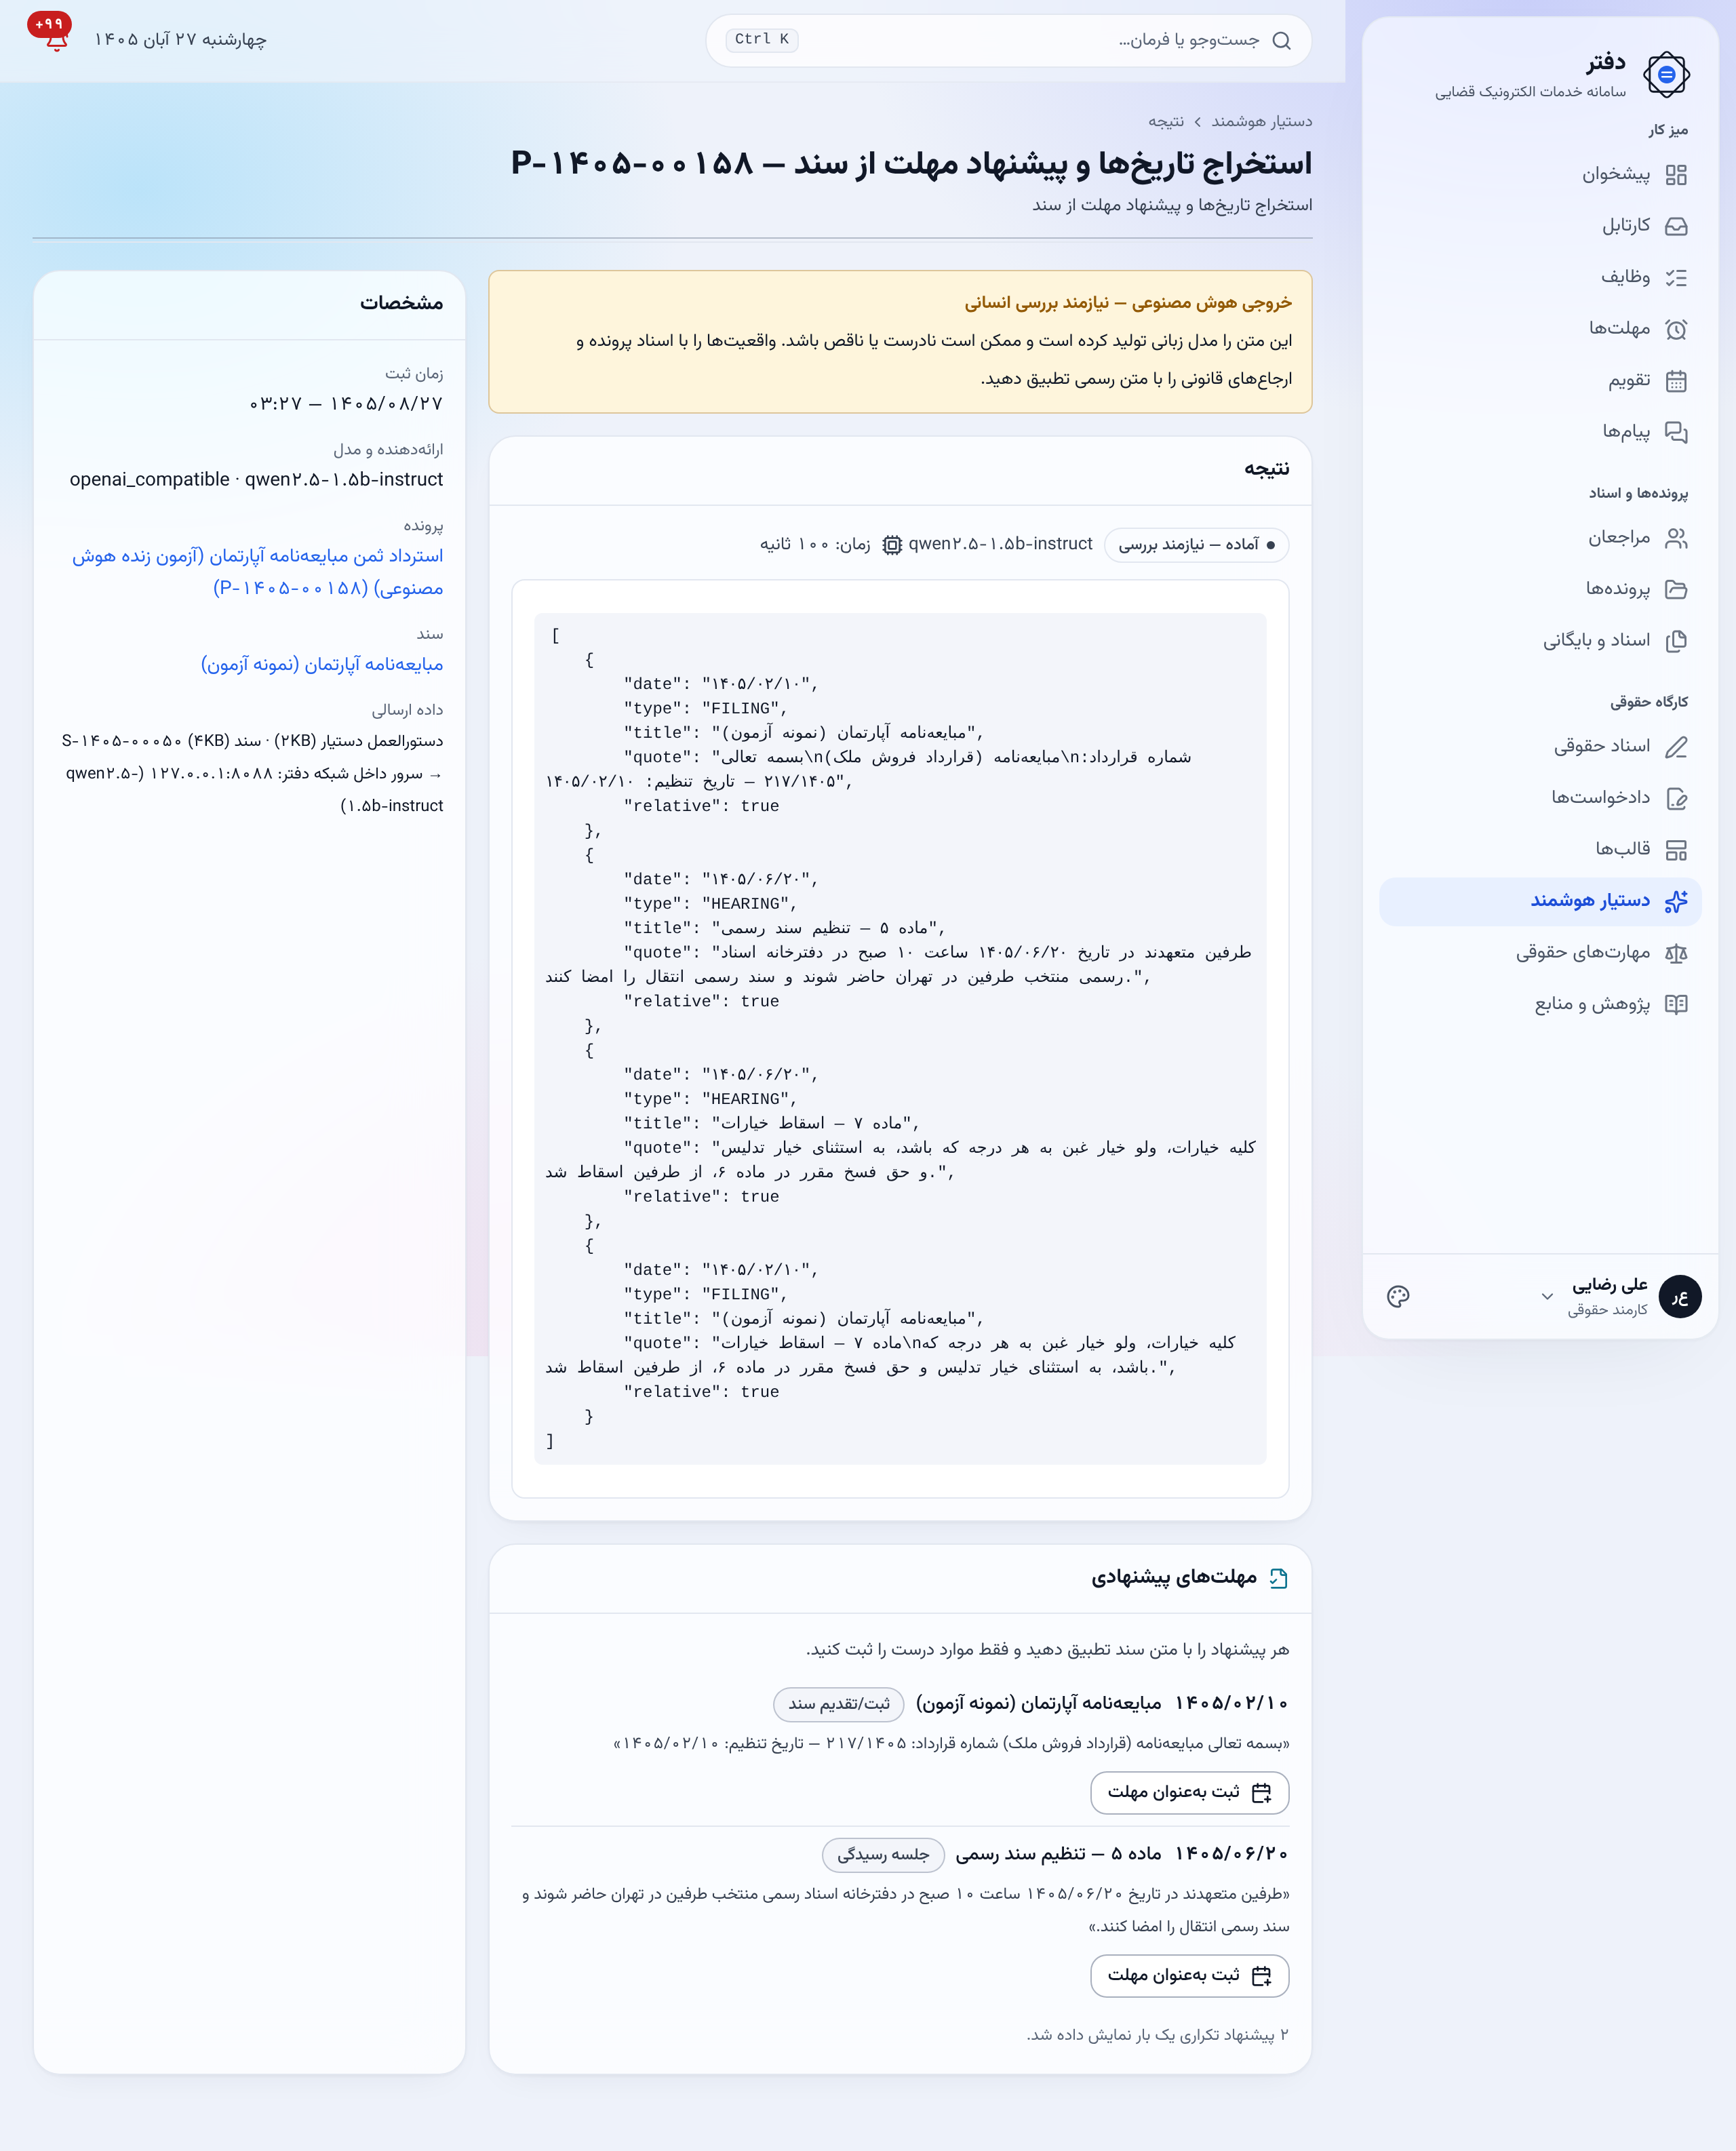 دفتر
سامانه خدمات الکترونیک قضایی
میز کار
پیشخوان
کارتابل
وظایف
مهلت‌ها
تقویم
پیام‌ها
پرونده‌ها و اسناد
مراجعان
پرونده‌ها
اسناد و بایگانی
کارگاه حقوقی
اسناد حقوقی
دادخواست‌ها
قالب‌ها
دستیار هوشمند
مهارت‌های حقوقی
پژوهش و منابع
عر
علی رضایی
کارمند حقوقی
جست‌وجو یا فرمان...
Ctrl K
چهارشنبه ۲۷ آبان ۱۴۰۵
+۹۹
دستیار هوشمند
نتیجه
استخراج تاریخ‌ها و پیشنهاد مهلت از سند — P-۱۴۰۵-۰۰۱۵۸
استخراج تاریخ‌ها و پیشنهاد مهلت از سند
خروجی هوش مصنوعی — نیازمند بررسی انسانی
این متن را مدل زبانی تولید کرده است و ممکن است نادرست یا ناقص باشد. واقعیت‌ها را با اسناد پرونده و
ارجاع‌های قانونی را با متن رسمی تطبیق دهید.
نتیجه
آماده — نیازمند بررسی
qwen۲.۵-۱.۵b-instruct
زمان: ۱۰۰ ثانیه
[
{
"date": "۱۴۰۵/۰۲/۱۰",
"type": "FILING",
"title": "مبایعه‌نامه آپارتمان (نمونه آزمون)",
"quote": "بسمه تعالی\nمبایعه‌نامه (قرارداد فروش ملک)\nشماره قرارداد:
۲۱۷/۱۴۰۵ — تاریخ تنظیم: ۱۴۰۵/۰۲/۱۰",
"relative": true
},
{
"date": "۱۴۰۵/۰۶/۲۰",
"type": "HEARING",
"title": "ماده ۵ — تنظیم سند رسمی",
"quote": "طرفین متعهدند در تاریخ ۱۴۰۵/۰۶/۲۰ ساعت ۱۰ صبح در دفترخانه اسناد
رسمی منتخب طرفین در تهران حاضر شوند و سند رسمی انتقال را امضا کنند.",
"relative": true
},
{
"date": "۱۴۰۵/۰۶/۲۰",
"type": "HEARING",
"title": "ماده ۷ — اسقاط خیارات",
"quote": "کلیه خیارات، ولو خیار غبن به هر درجه که باشد، به استثنای خیار تدلیس
و حق فسخ مقرر در ماده ۶، از طرفین اسقاط شد.",
"relative": true
},
{
"date": "۱۴۰۵/۰۲/۱۰",
"type": "FILING",
"title": "مبایعه‌نامه آپارتمان (نمونه آزمون)",
"quote": "ماده ۷ — اسقاط خیارات\nکلیه خیارات، ولو خیار غبن به هر درجه که
باشد، به استثنای خیار تدلیس و حق فسخ مقرر در ماده ۶، از طرفین اسقاط شد.",
"relative": true
}
]
مهلت‌های پیشنهادی
هر پیشنهاد را با متن سند تطبیق دهید و فقط موارد درست را ثبت کنید.
۱۴۰۵/۰۲/۱۰ مبایعه‌نامه آپارتمان (نمونه آزمون) ثبت/تقدیم سند
«بسمه تعالی مبایعه‌نامه (قرارداد فروش ملک) شماره قرارداد: ۲۱۷/۱۴۰۵ — تاریخ تنظیم: ۱۴۰۵/۰۲/۱۰»
ثبت به‌عنوان مهلت
۱۴۰۵/۰۶/۲۰ ماده ۵ — تنظیم سند رسمی جلسه رسیدگی
«طرفین متعهدند در تاریخ ۱۴۰۵/۰۶/۲۰ ساعت ۱۰ صبح در دفترخانه اسناد رسمی منتخب طرفین در تهران حاضر شوند و
سند رسمی انتقال را امضا کنند.»
ثبت به‌عنوان مهلت
۲ پیشنهاد تکراری یک بار نمایش داده شد.
مشخصات
زمان ثبت
۱۴۰۵/۰۸/۲۷ — ۰۳:۲۷
ارائه‌دهنده و مدل
openai_compatible · qwen۲.۵-۱.۵b-instruct
پرونده
استرداد ثمن مبایعه‌نامه آپارتمان (آزمون زنده هوش
مصنوعی) (P-۱۴۰۵-۰۰۱۵۸)
سند
مبایعه‌نامه آپارتمان (نمونه آزمون)
داده ارسالی
دستورالعمل دستیار (۲KB) · سند S-۱۴۰۵-۰۰۰۵۰ (۴KB)
→ سرور داخل شبکه دفتر: ۱۲۷.۰.۰.۱:۸۰۸۸ (qwen۲.۵-
۱.۵b-instruct)